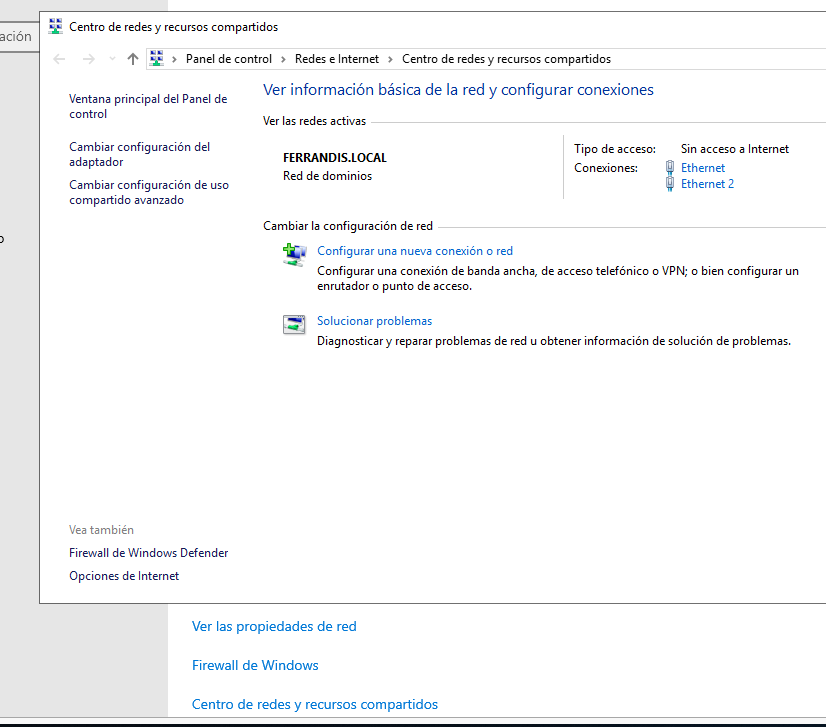 Centro de redes y recursos compartidos
ación
Panel de control > Redes e Internet > Centro de redes y recursos compartidos
Ventana principal del Panel de
control
Cambiar configuración del
adaptador
Cambiar configuración de uso
compartido avanzado
Ver información básica de la red y configurar conexiones
Ver las redes activas
FERRANDIS.LOCAL
Red de dominios
Tipo de acceso: Sin acceso a Internet
Conexiones: Ethernet
Ethernet 2
o
Cambiar la configuración de red
Configurar una nueva conexión o red
Configurar una conexión de banda ancha, de acceso telefónico o VPN; o bien configurar un
enrutador o punto de acceso.
Solucionar problemas
Diagnosticar y reparar problemas de red u obtener información de solución de problemas.
Vea también
Firewall de Windows Defender
Opciones de Internet
Ver las propiedades de red
Firewall de Windows
Centro de redes y recursos compartidos